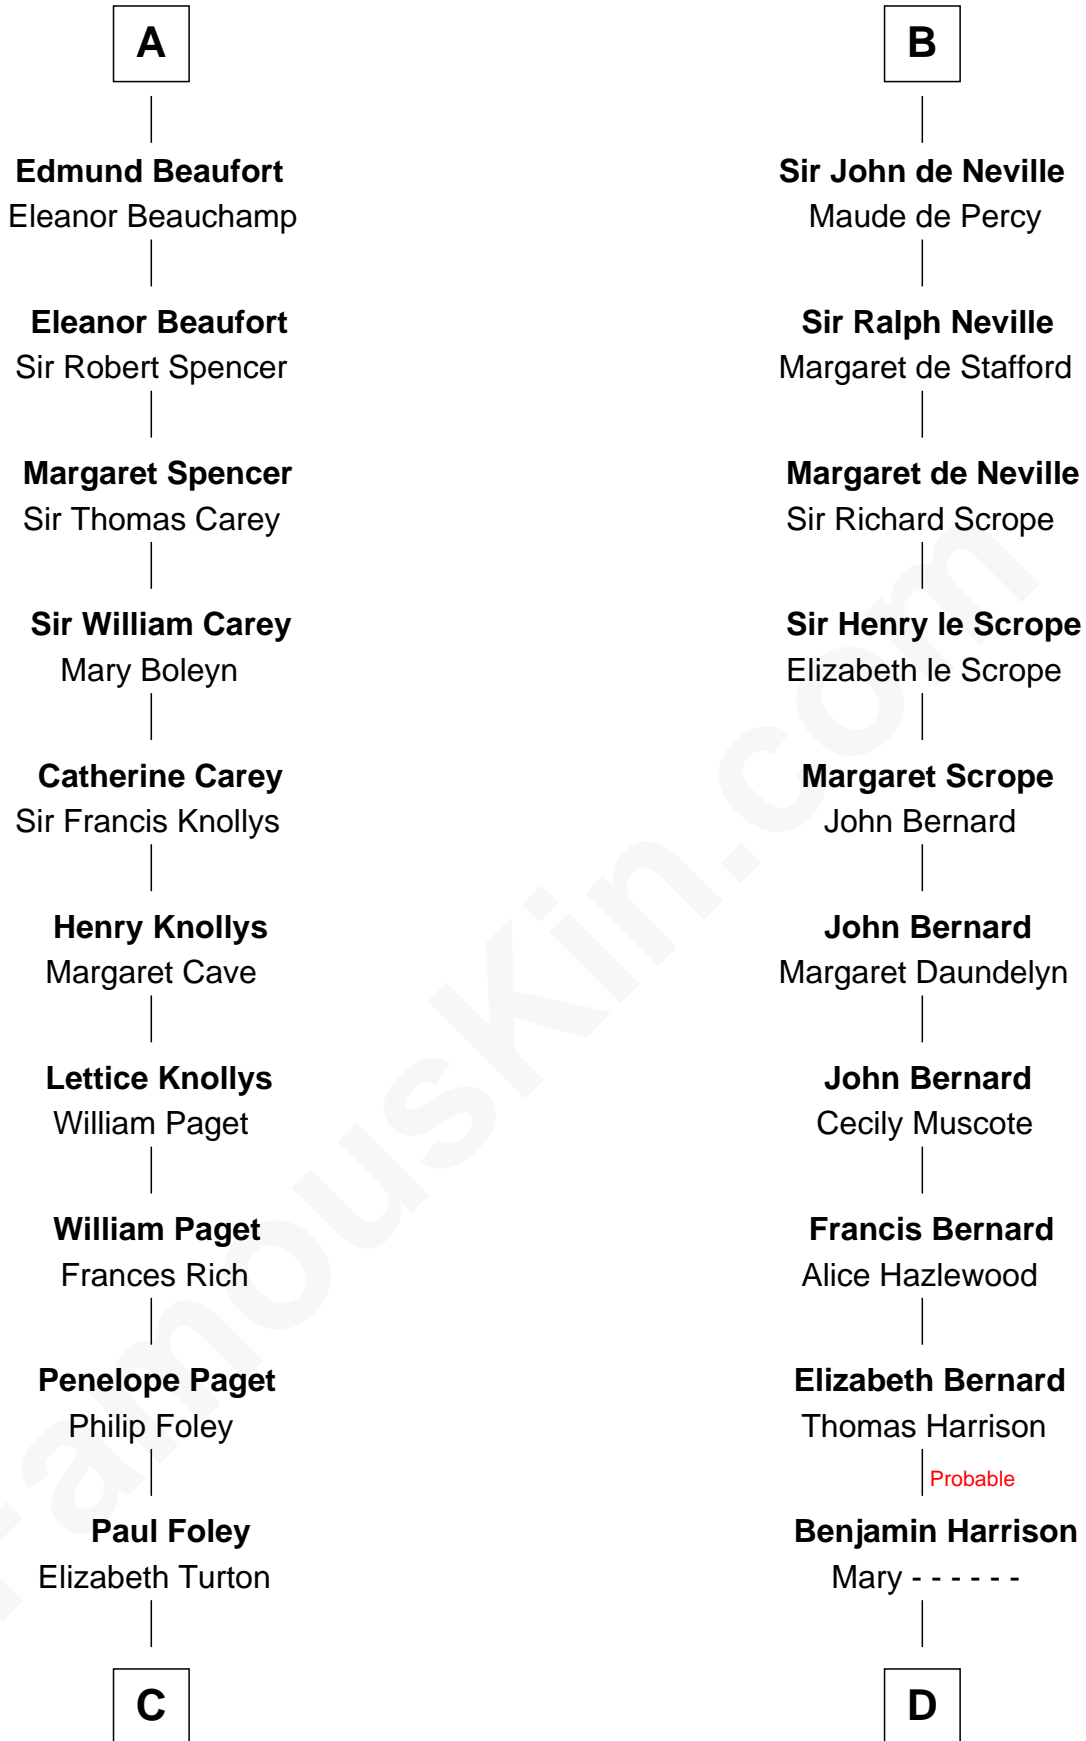 A
Edmund Beaufort
Eleanor Beauchamp
Eleanor Beaufort
Sir Robert Spencer
Margaret Spencer
Sir Thomas Carey
Sir William Carey
Mary Boleyn
Catherine Carey
Sir Francis Knollys
Henry Knollys
Margaret Cave
Lettice Knollys
William Paget
William Paget
Frances Rich
Penelope Paget
Philip Foley
Paul Foley
Elizabeth Turton
C
B
Sir John de Neville
Maude de Percy
Sir Ralph Neville
Margaret de Stafford
Margaret de Neville
Sir Richard Scrope
Sir Henry le Scrope
Elizabeth le Scrope
Margaret Scrope
John Bernard
John Bernard
Margaret Daundelyn
John Bernard
Cecily Muscote
Francis Bernard
Alice Hazlewood
Elizabeth Bernard
Thomas Harrison
Probable
Benjamin Harrison
Mary - - - - - -
D
FamousKin.com